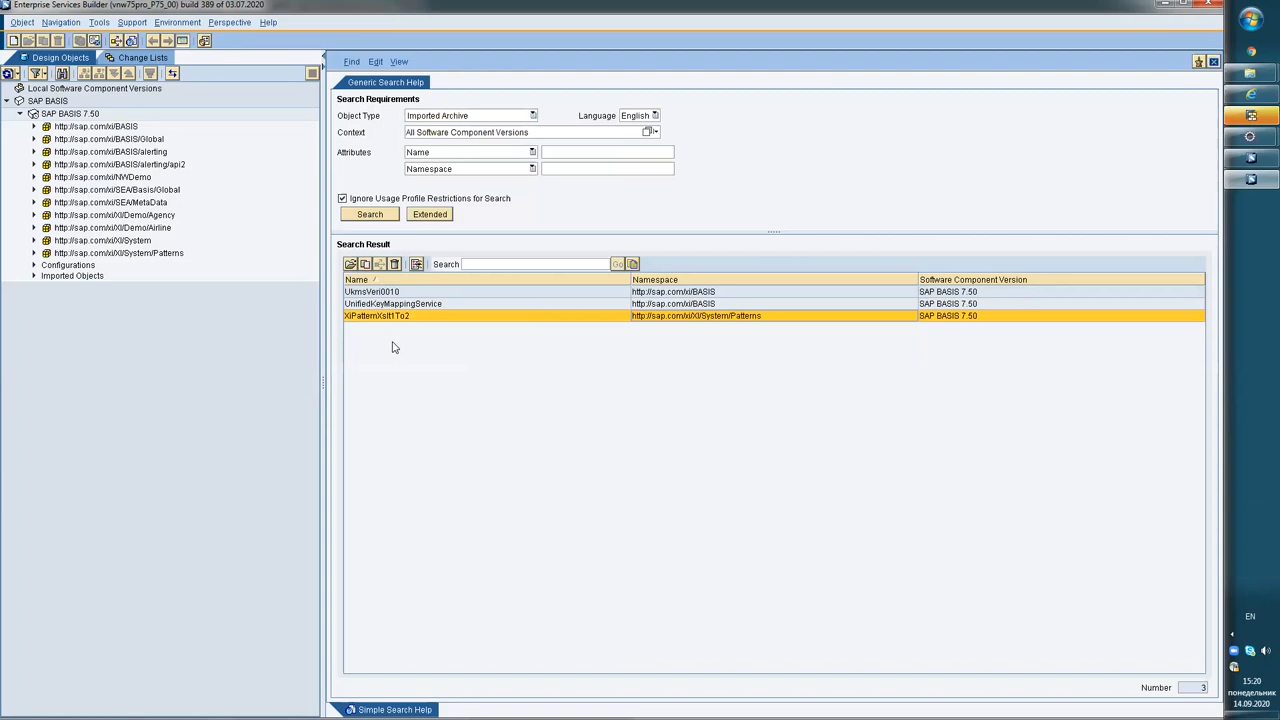 Enterprise Services Builder (vnw75pro_P75_00) build 389 of 03.07.2020
Object Navigation Tools Support Environment Perspective Help
Design Objects Change Lists
Local Software Component Versions
SAP BASIS
SAP BASIS 7.50
http://sap.com/xi/BASIS
http://sap.com/xi/BASIS/Global
http://sap.com/xi/BASIS/alerting
http://sap.com/xi/BASIS/alerting/api2
http://sap.com/xi/NWDemo
http://sap.com/xi/SEA/Basis/Global
http://sap.com/xi/SEA/MetaData
http://sap.com/xi/XI/Demo/Agency
http://sap.com/xi/XI/Demo/Airline
http://sap.com/xi/XI/System
http://sap.com/xi/XI/System/Patterns
Configurations
Imported Objects
Find Edit View
Generic Search Help
Search Requirements
Object Type Imported Archive Language English
Context All Software Component Versions
Attributes Name
Namespace
Ignore Usage Profile Restrictions for Search
Search Extended
Search Result
Search Go
Name Namespace Software Component Version
UkmsVeri0010 http://sap.com/xi/BASIS SAP BASIS 7.50
UnifiedKeyMappingService http://sap.com/xi/BASIS SAP BASIS 7.50
XiPatternXslt1To2 http://sap.com/xi/XI/System/Patterns SAP BASIS 7.50
Number 3
Simple Search Help
EN
15:20
понедельник
14.09.2020